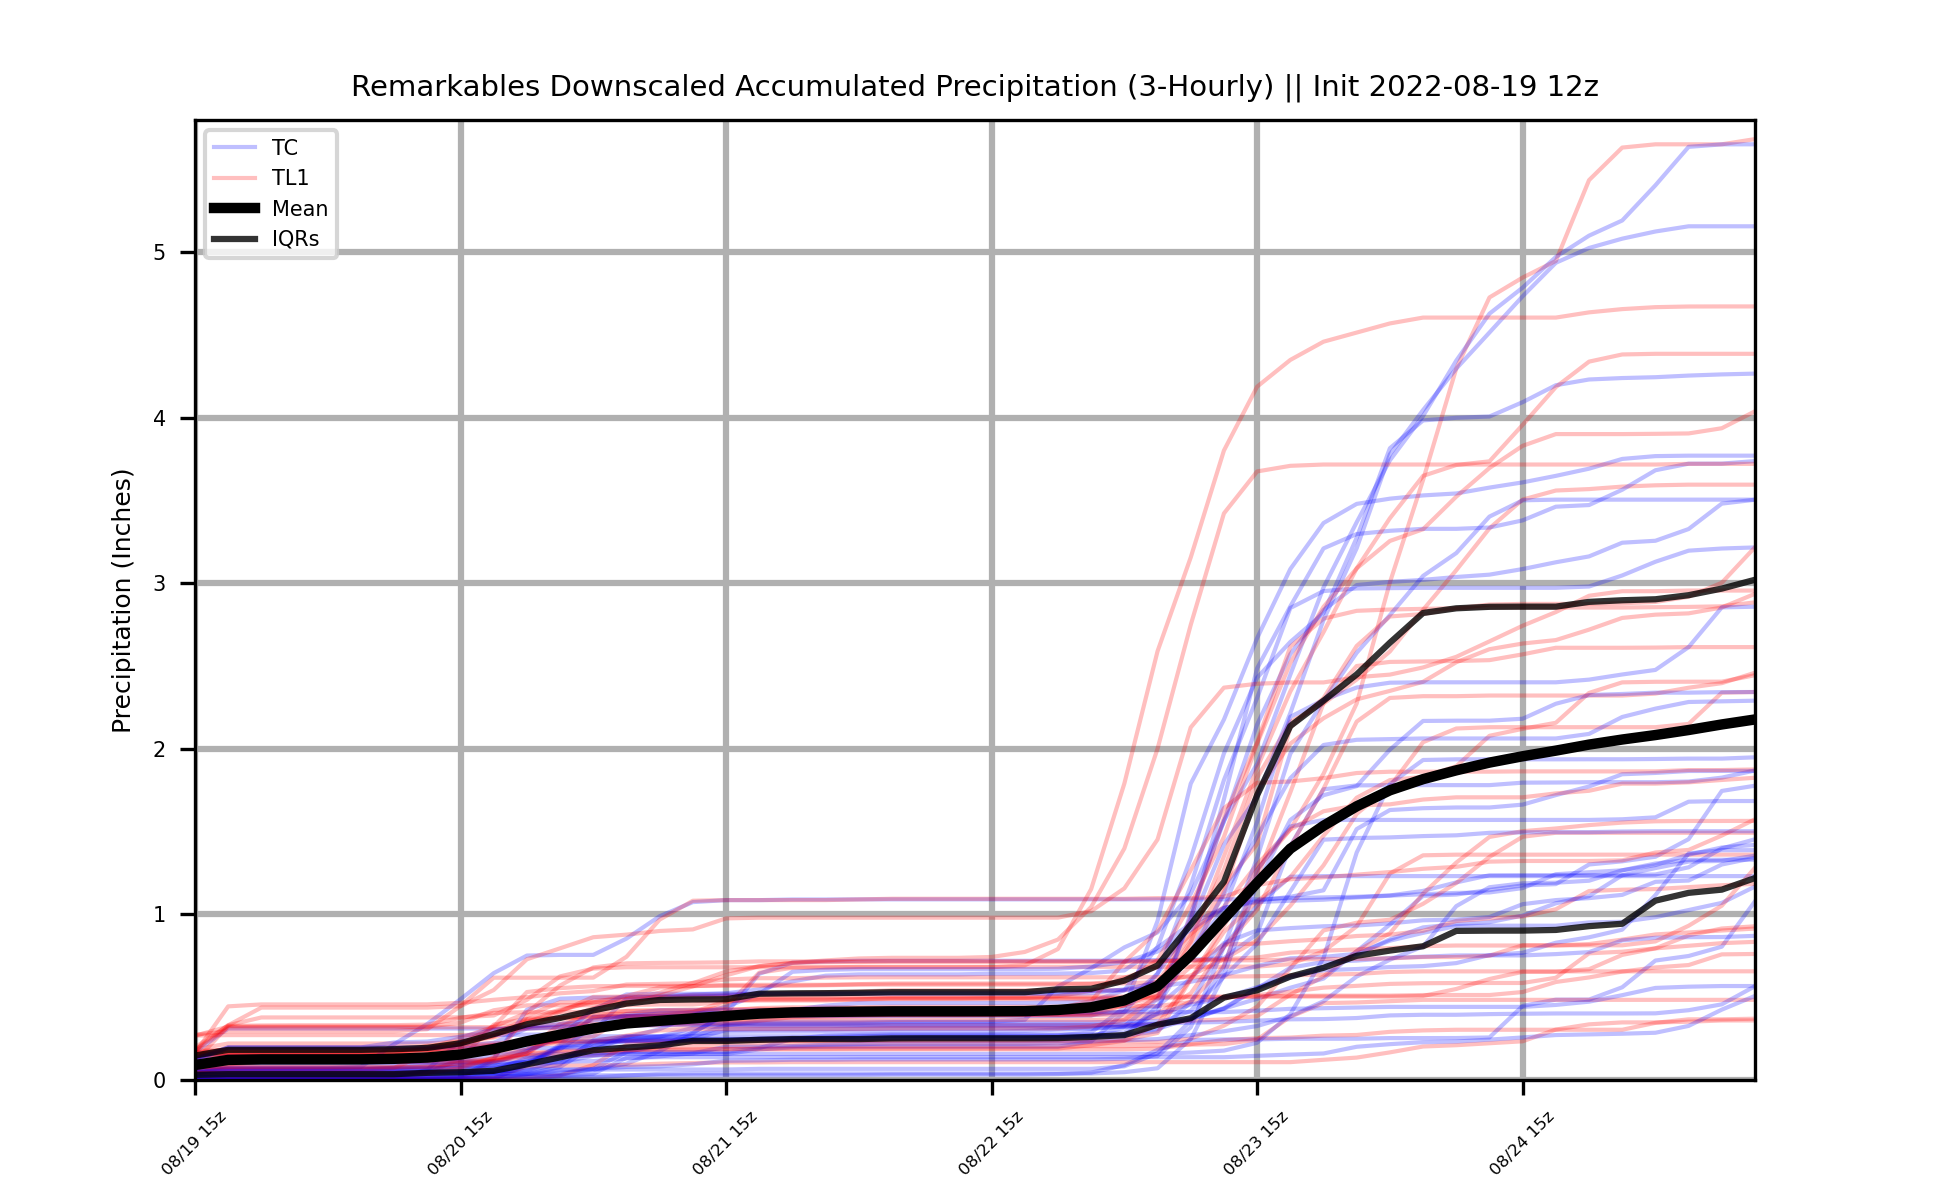 Remarkables Downscaled Accumulated Precipitation (3-Hourly) || Init 2022-08-19 12z
TC
TL1
Mean
IQRs
Precipitation (Inches)
5
4
3
2
1
0
08/19 15z
08/20 15z
08/21 15z
08/22 15z
08/23 15z
08/24 15z